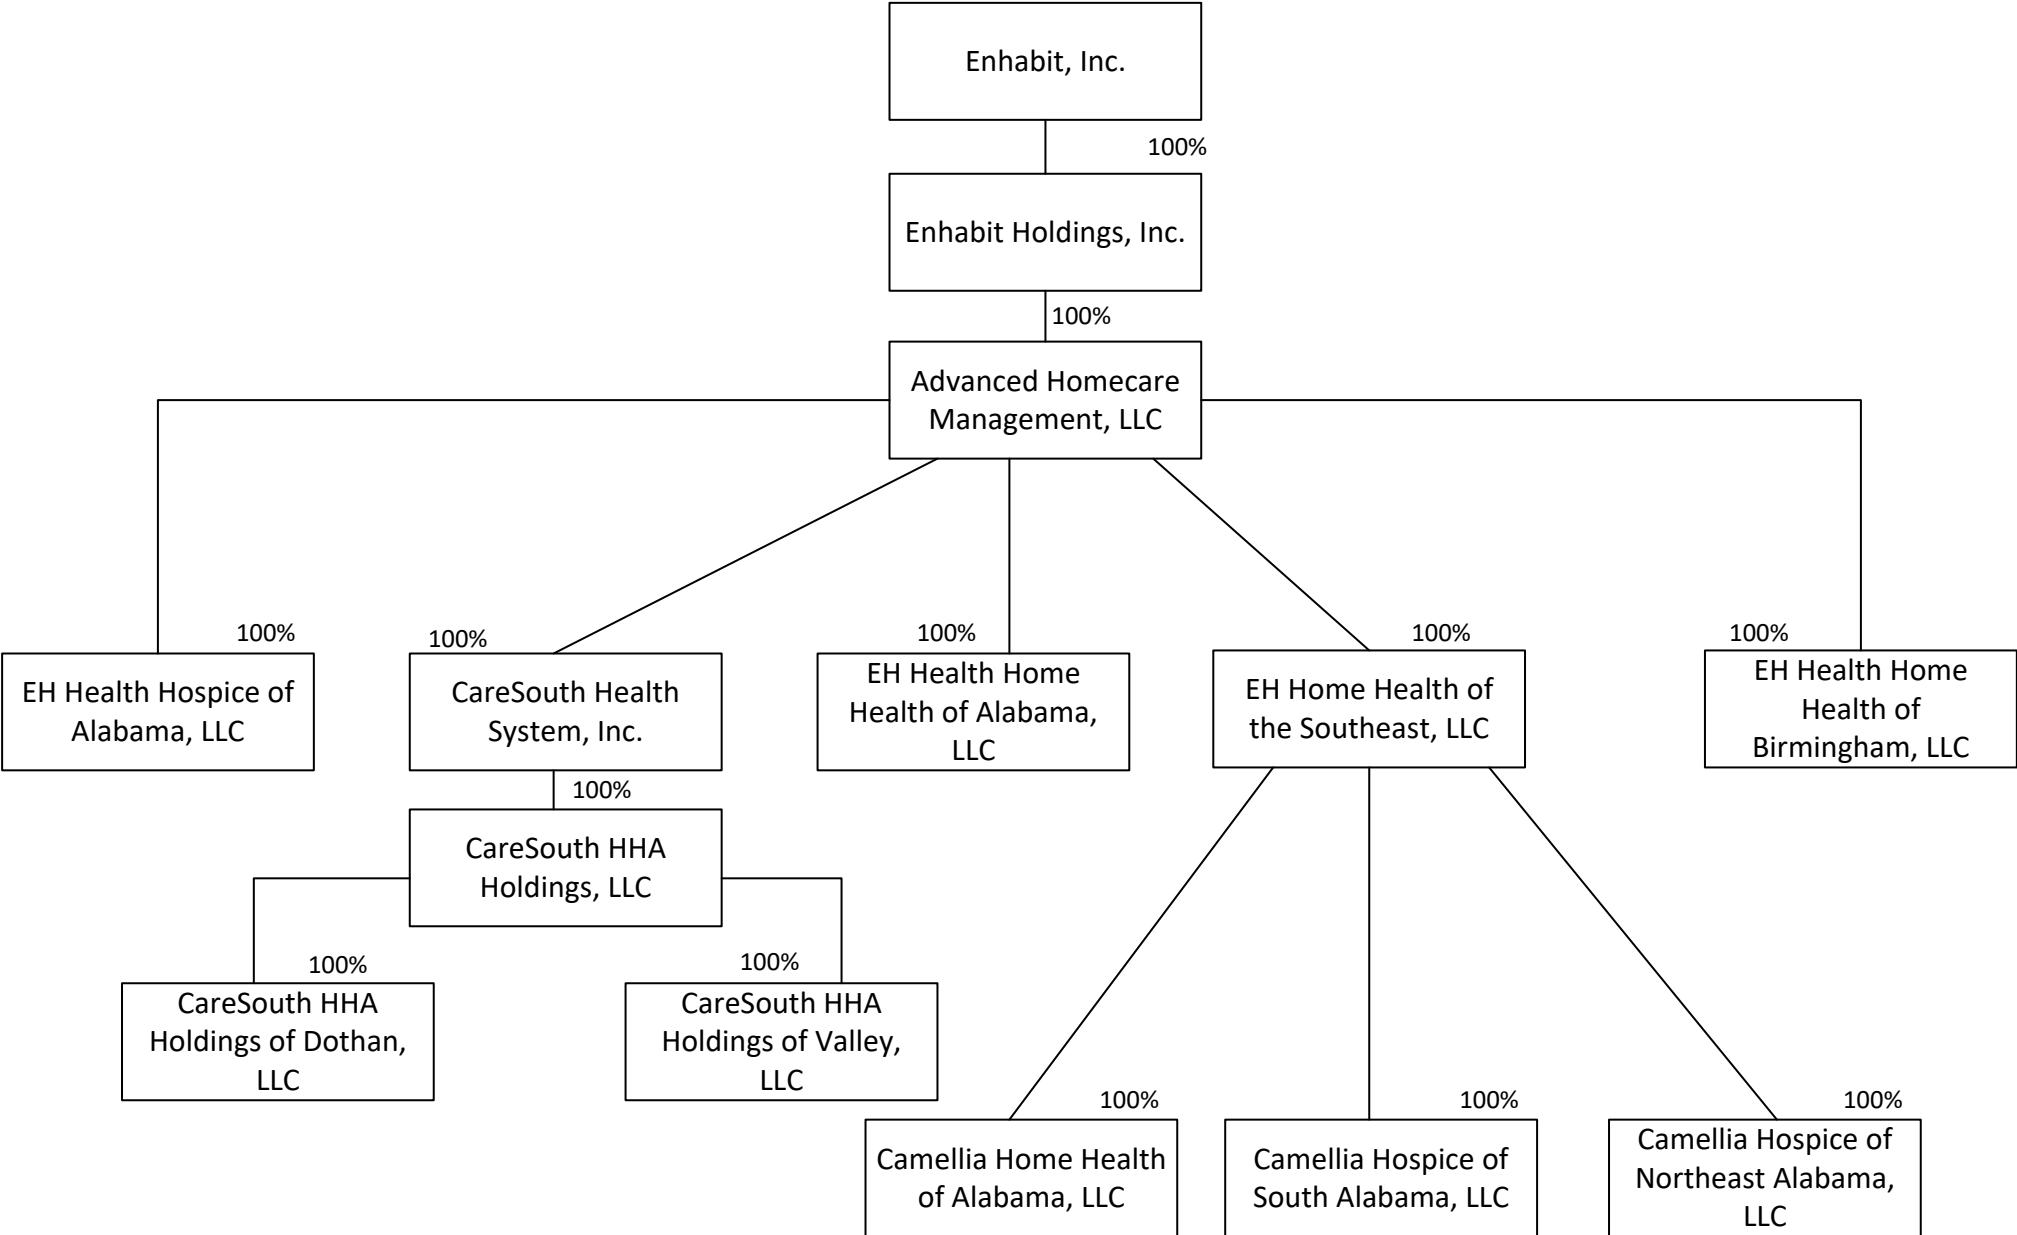 Enhabit, Inc.
100%
Enhabit Holdings, Inc.
100%
Advanced Homecare
Management, LLC
100%
EH Health Hospice of
Alabama, LLC
100%
CareSouth Health
System, Inc.
100%
EH Health Home
Health of Alabama,
LLC
100%
EH Home Health of
the Southeast, LLC
100%
EH Health Home
Health of
Birmingham, LLC
100%
CareSouth HHA
Holdings, LLC
100%
CareSouth HHA
Holdings of Dothan,
LLC
100%
CareSouth HHA
Holdings of Valley,
LLC
100%
Camellia Home Health
of Alabama, LLC
100%
Camellia Hospice of
South Alabama, LLC
100%
Camellia Hospice of
Northeast Alabama,
LLC